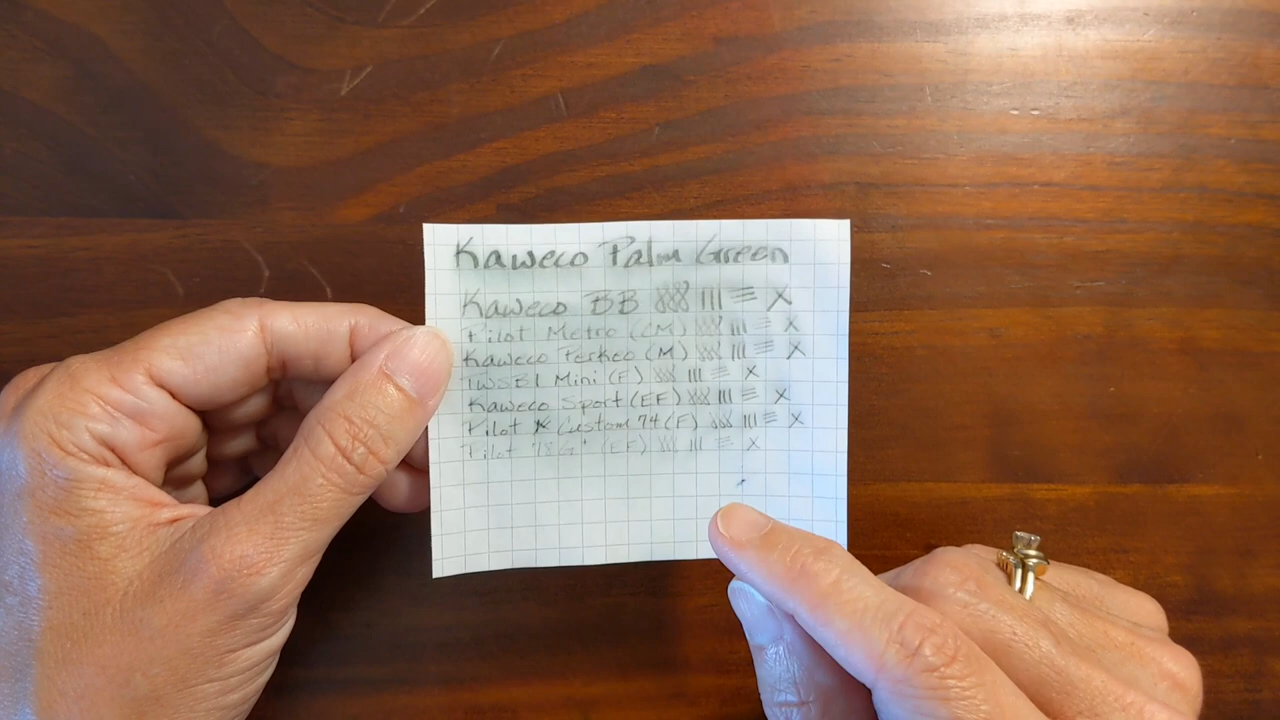 Kaweco Palm Green
Kaweco BB X
Pilot Metro (CM) X
Kaweco Perkeo (M) X
TWSBI Mini (F) X
Kaweco Sport (EF) X
Pilot Custom 74 (F) X
Pilot "78G" (EF) X